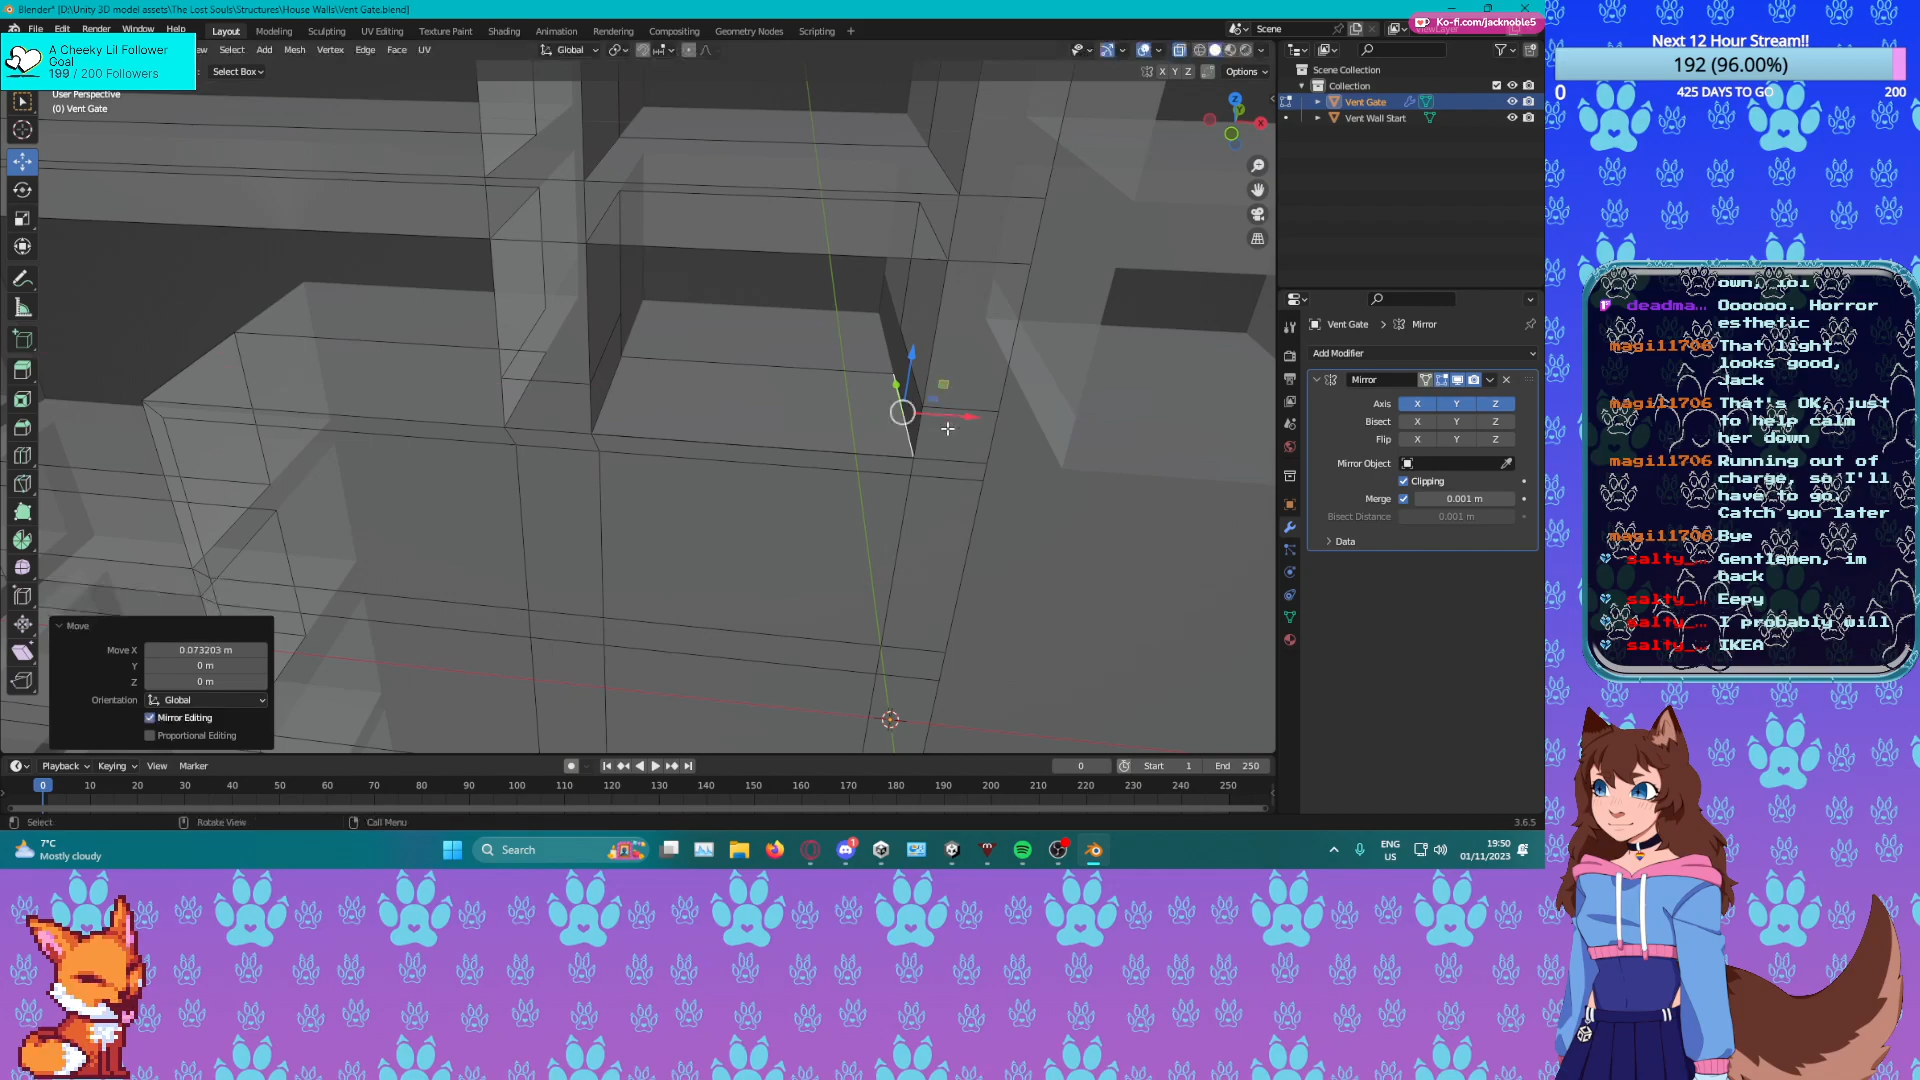 Blender* [D:\Unity 3D model assets\The Lost Souls\Structures\House Walls\Vent Gate.blend]
File Edit Render Window Help
Layout Modeling Sculpting UV Editing Texture Paint Shading Animation Rendering Compositing Geometry Nodes Scripting +
Scene
Ko-fi.com/jacknoble5
A Cheeky Lil Follower
Goal
199 / 200 Followers
Select Add Mesh Vertex Edge Face UV
Global
Select Box
X Y Z Options
User Perspective
(0) Vent Gate
Scene Collection
Collection
Vent Gate
Vent Wall Start
Vent Gate > Mirror
Add Modifier
Mirror
Axis X Y Z
Bisect X Y Z
Flip X Y Z
Mirror Object
Clipping
Merge 0.001 m
Bisect Distance 0.001 m
Data
Move
Move X 0.073203 m
Y 0 m
Z 0 m
Orientation Global
Mirror Editing
Proportional Editing
Playback Keying View Marker
0 Start 1 End 250
0 10 20 30 40 50 60 70 80 90 100 110 120 130 140 150 160 170 180 190 200 210 220 230 240 250
Select Rotate View Call Menu
3.6.5
7°C
Mostly cloudy
Search
ENG
US
19:50
01/11/2023
Next 12 Hour Stream!!
192 (96.00%)
0 425 DAYS TO GO 200
own, lol
deadma... Oooooo. Horror
esthetic
magi11706 That light
looks good,
Jack
magi11706 That's OK, just
to help calm
her down
magi11706 Running out of
charge, so I'll
have to go.
Catch you later
magi11706 Bye
salty_... Gentlemen, im
back
salty_... Eepy
salty_... I probably will
salty_... IKEA